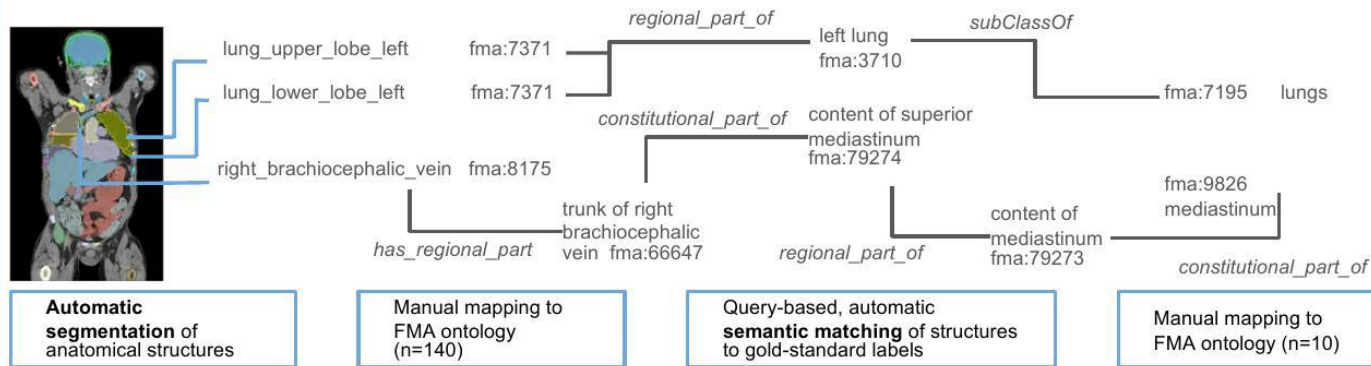 regional_part_of
subClassOf
lung_upper_lobe_left fma:7371
left lung
fma:3710
lung_lower_lobe_left fma:7371
fma:7195 lungs
constitutional_part_of
content of superior
mediastinum
fma:79274
right_brachiocephalic_vein fma:8175
fma:9826
mediastinum
trunk of right
brachiocephalic
vein fma:66647
content of
mediastinum
fma:79273
has_regional_part
regional_part_of
constitutional_part_of
Automatic
segmentation of
anatomical structures
Manual mapping to
FMA ontology
(n=140)
Query-based, automatic
semantic matching of structures
to gold-standard labels
Manual mapping to
FMA ontology (n=10)